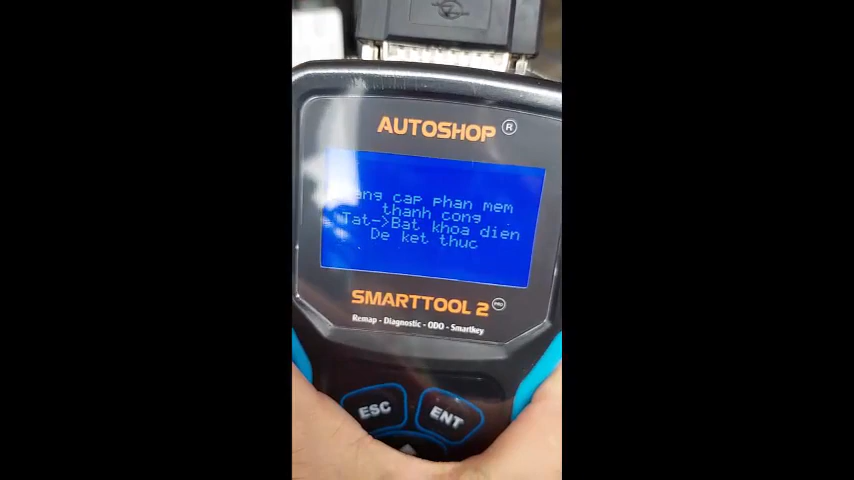 AUTOSHOP R
cap phan mem
thanh cong
Tat->Bat khoa dien
De ket thuc
SMARTTOOL 2 PRO
Remap - Diagnostic - ODO - Smartkey
ESC
ENT